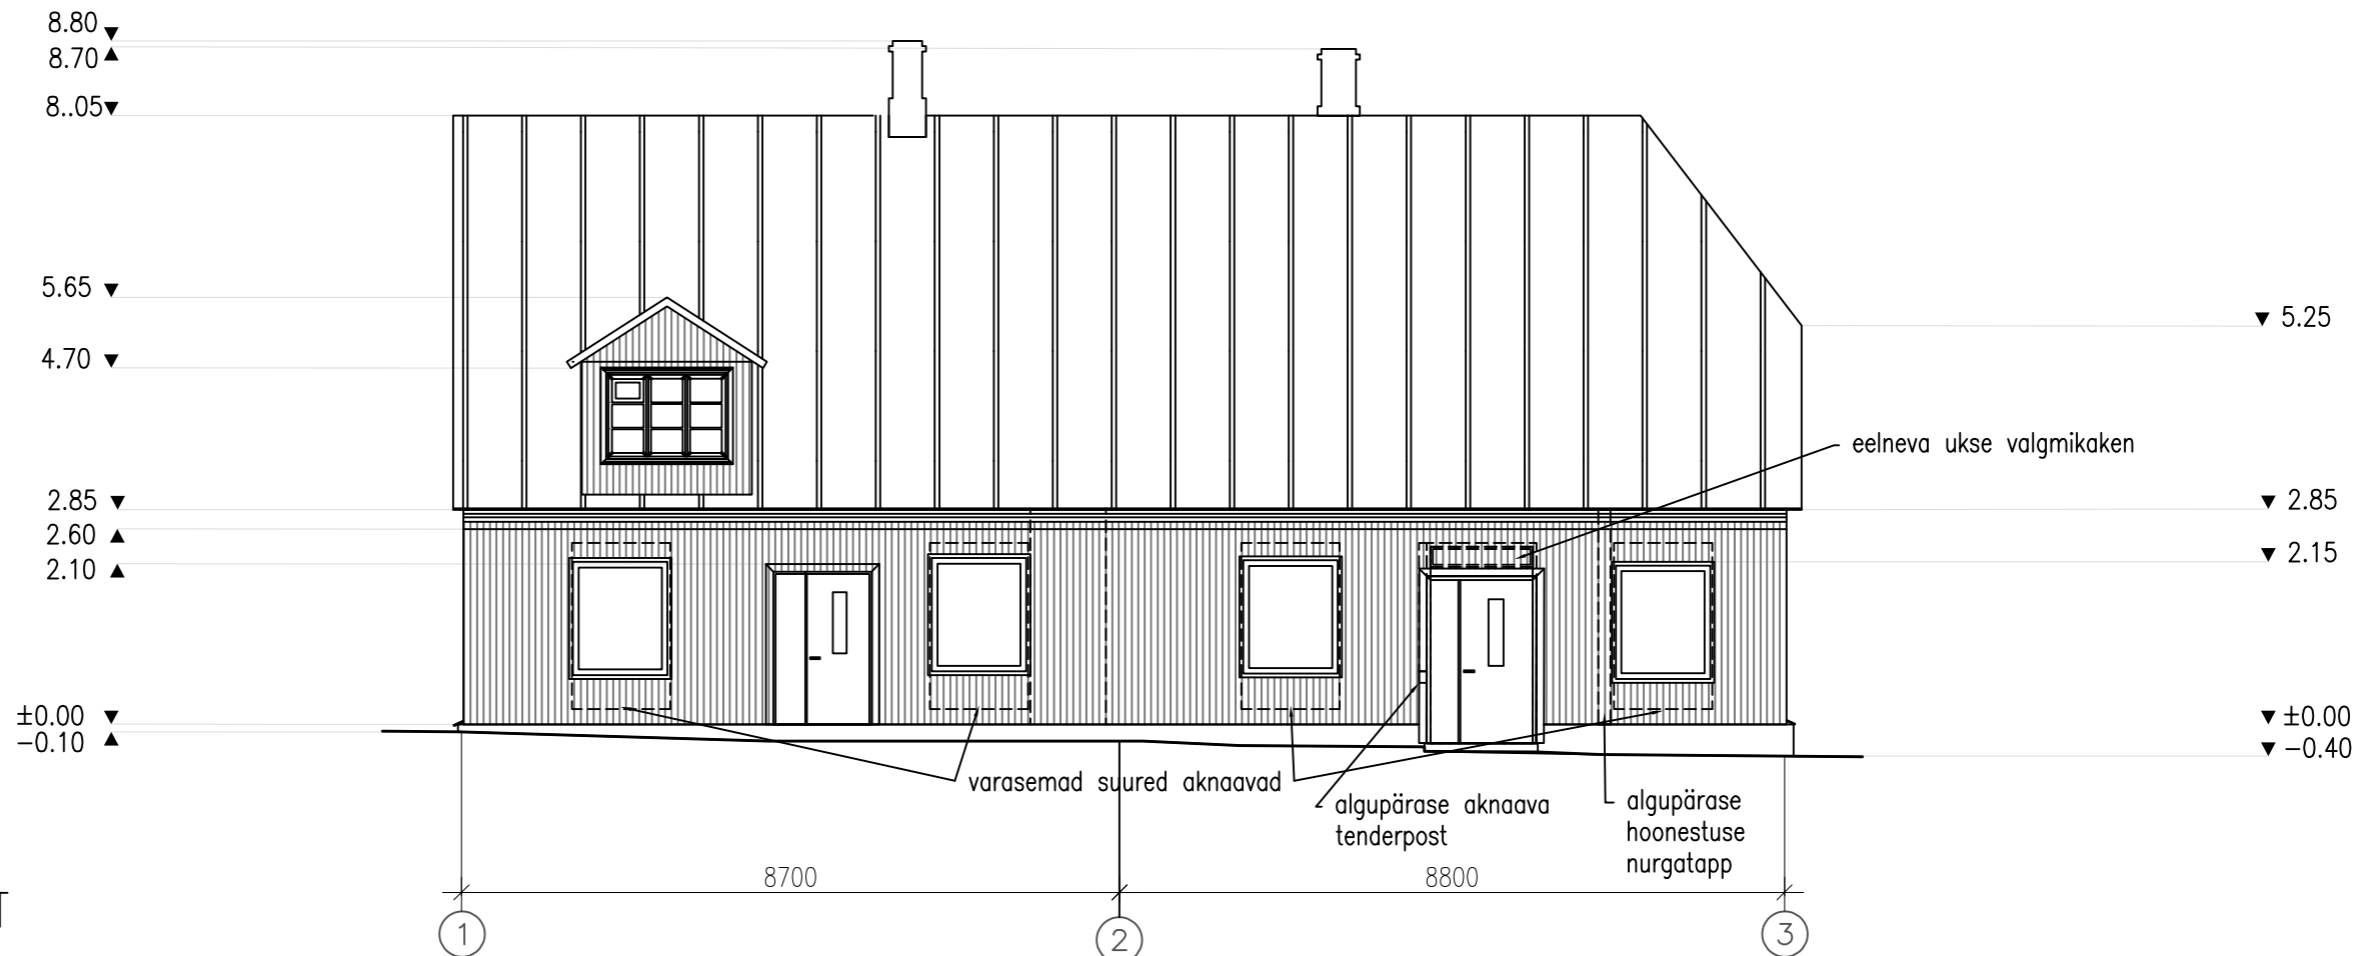 8.80
8.70
8..05
5.65
5.25
4.70
eelneva ukse valgmikaken
2.85
2.85
2.60
2.15
2.10
±0.00
±0.00
-0.10
-0.40
varasemad suured aknaavad
algupärase aknaava
tenderpost
algupärase
hoonestuse
nurgatapp
8700
8800
1
2
3